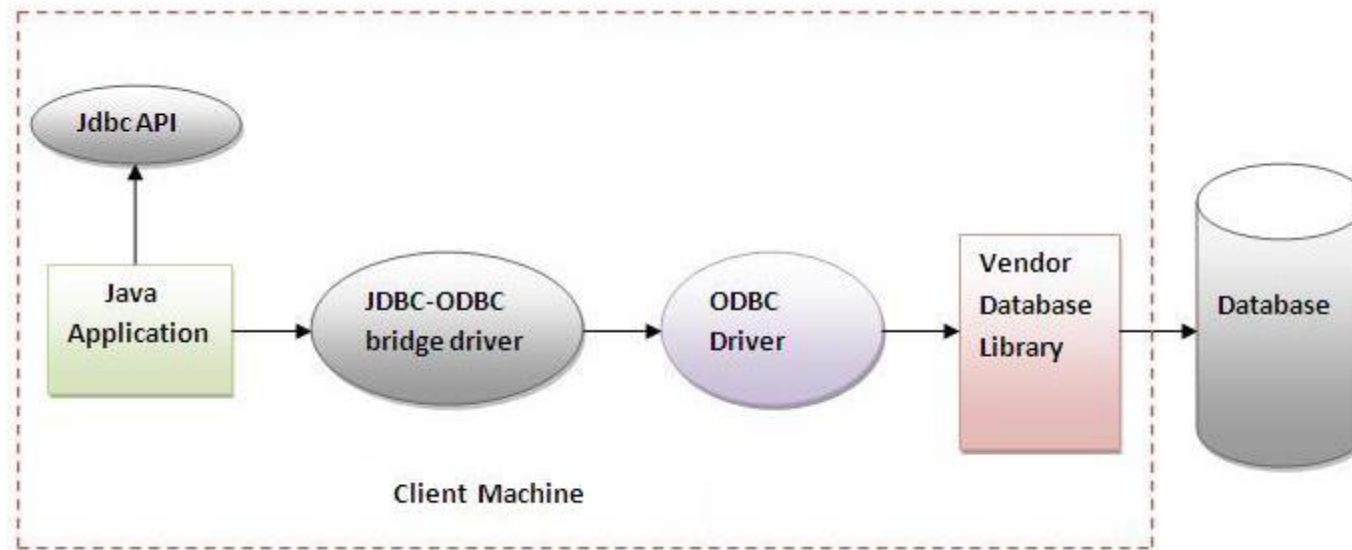 Jdbc API
Java
Application
JDBC-ODBC
bridge driver
ODBC
Driver
Vendor
Database
Library
Database
Client Machine